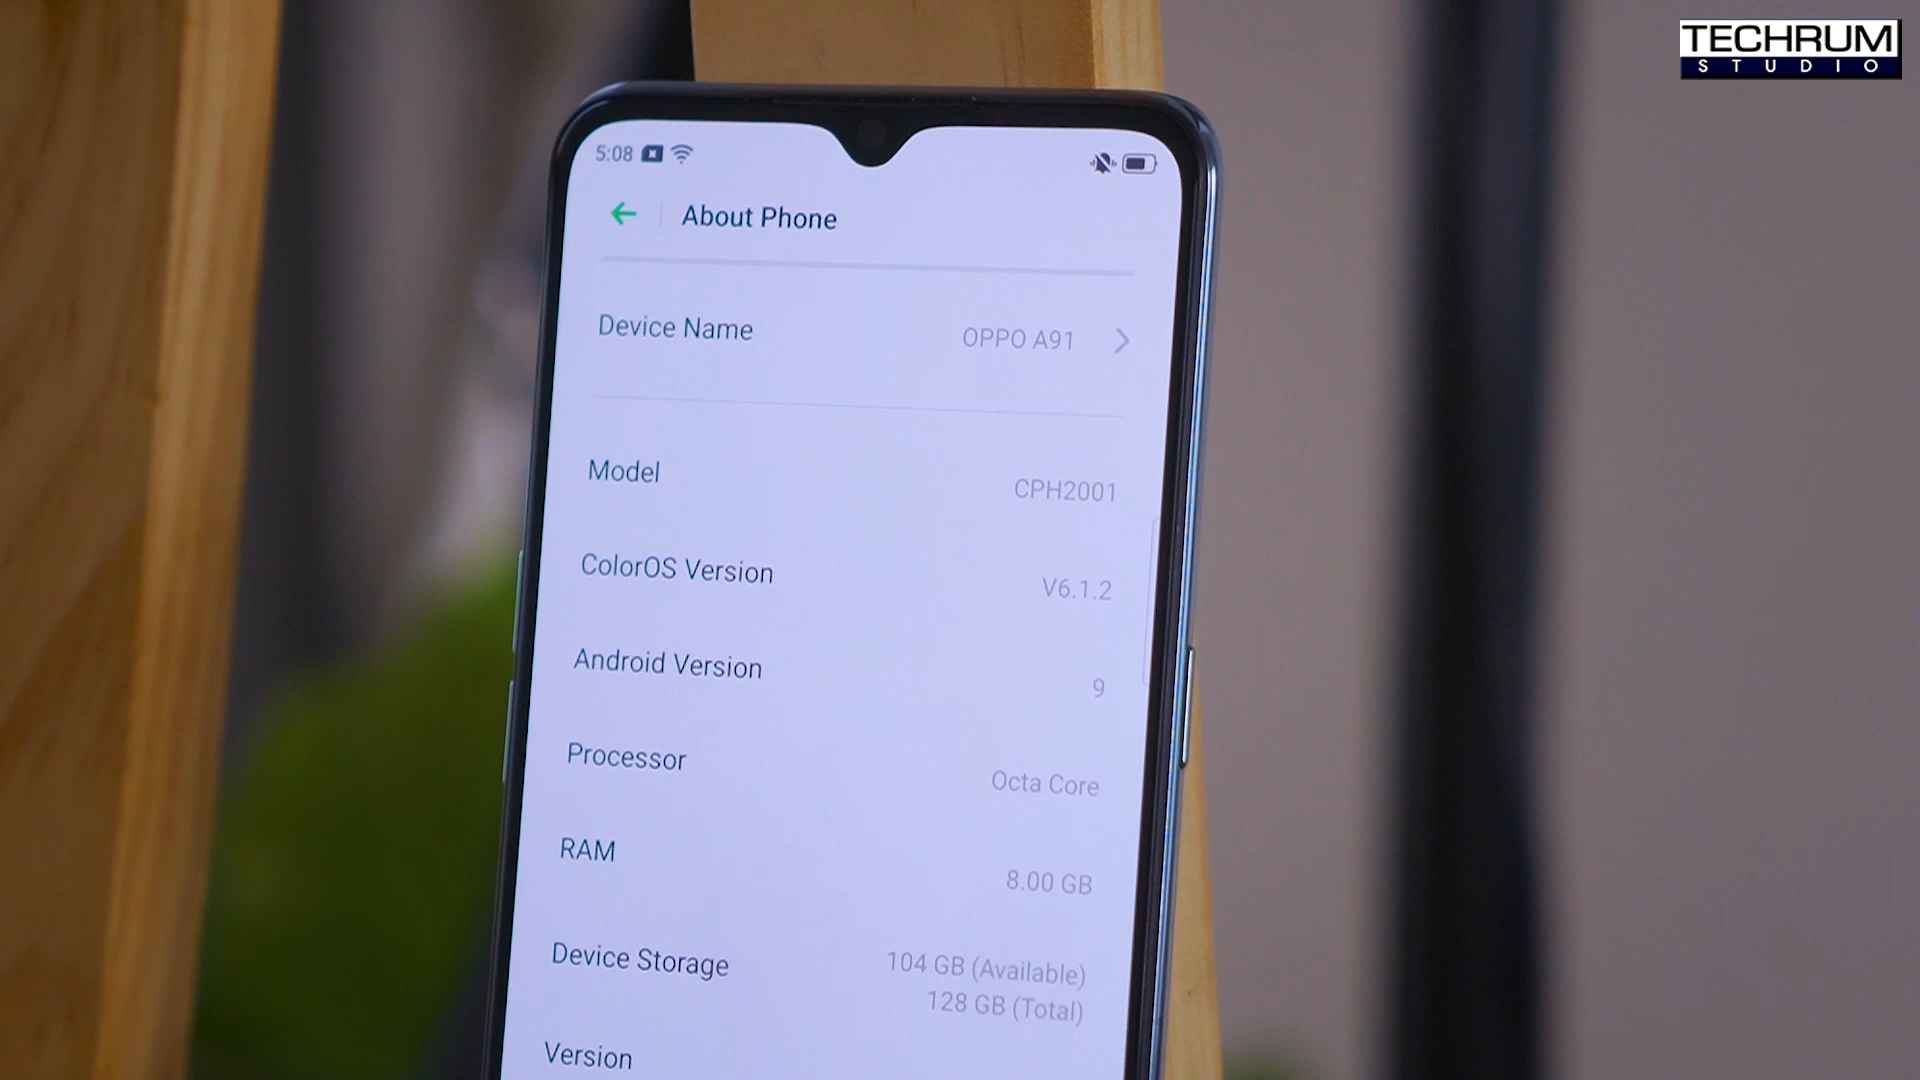 TECHRUM
STUDIO
5:08
About Phone
Device Name OPPO A91
Model CPH2001
ColorOS Version V6.1.2
Android Version 9
Processor Octa Core
RAM 8.00 GB
Device Storage 104 GB (Available)
128 GB (Total)
Version